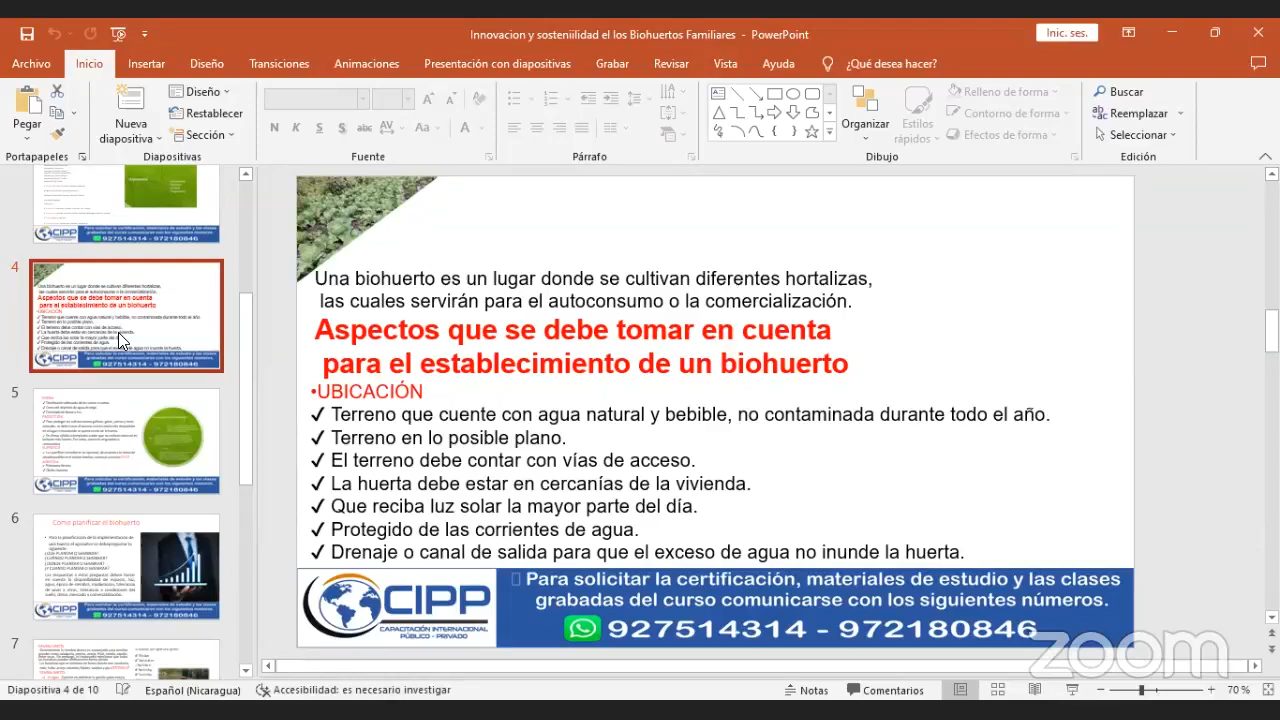 Innovacion y sosteniilidad el los Biohuertos Familiares - PowerPoint
Inic. ses.
Archivo Inicio Insertar Diseño Transiciones Animaciones Presentación con diapositivas Grabar Revisar Vista Ayuda ¿Qué desea hacer?
Pegar
Nueva diapositiva
Diseño
Restablecer
Sección
N K S S abc AV Aa A
Organizar
Estilos rápidos
Relleno de forma
Contorno de forma
Efectos de forma
Buscar
Reemplazar
Seleccionar
Portapapeles Diapositivas Fuente Párrafo Dibujo Edición
4
5
6
Como planificar el biohuerto
7
Una biohuerto es un lugar donde se cultivan diferentes hortalizas,
las cuales servirán para el autoconsumo o la comercialización.
Aspectos que se debe tomar en cuenta
para el establecimiento de un biohuerto
•UBICACIÓN
✓ Terreno que cuente con agua natural y bebible, no contaminada durante todo el año.
✓ Terreno en lo posible plano.
✓ El terreno debe contar con vías de acceso.
✓ La huerta debe estar en cercanías de la vivienda.
✓ Que reciba luz solar la mayor parte del día.
✓ Protegido de las corrientes de agua.
✓ Drenaje o canal de salida para que el exceso de agua no inunde la huerta.
CIPP
CAPACITACIÓN INTERNACIONAL
PÚBLICO - PRIVADO
Para solicitar la certificación, materiales de estudio y las clases
grabadas del curso comunicarse con los siguientes números.
927514314 - 972180846
zoom
Diapositiva 4 de 10 Español (Nicaragua) Accesibilidad: es necesario investigar Notas Comentarios 70 %